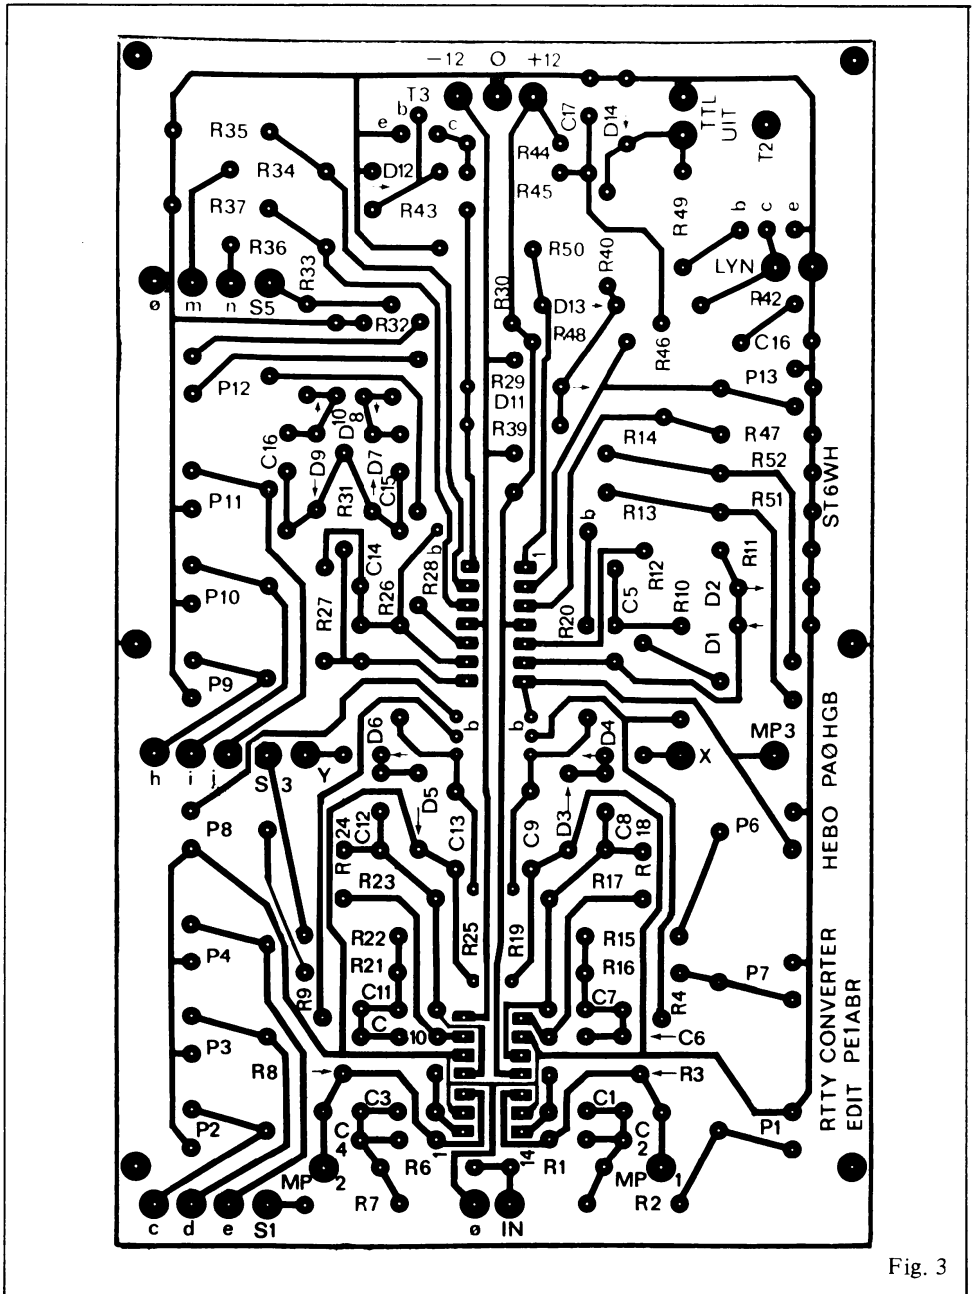 -12 O +12
T3
b
e
c
C17
D14
TTL
UIT
T2
R35
R34
D12
R44
R45
R37
R43
R49
b
c
e
R36
R33
R50
R40
LYN
ø
m
n
S5
R30
D13
R42
R32
R48
R46
C16
P12
R29
P13
D11
D10
D8
R39
R14
R47
C16
D9
D7
R52
P11
R31
C15
R13
R51
ST6WH
b
b
1
C14
R28
R12
R11
P10
R27
R26
R20
C5
R10
D2
D1
P9
D6
b
b
D4
MP3
h
i
j
S 3
Y
X
D5
P8
R24
C12
C13
C9
D3
C8
R18
P6
R23
R17
HEBO PAØHGB
P4
R22
R25
R19
R15
R21
R16
P7
R9
C11
C7
R4
C10
C6
P3
R8
R3
C3
C1
P2
C4
1
C2
P1
R6
14
R1
MP2
MP1
R7
R2
c
d
e
S1
ø
IN
RTTY CONVERTER
EDIT PE1ABR
Fig. 3